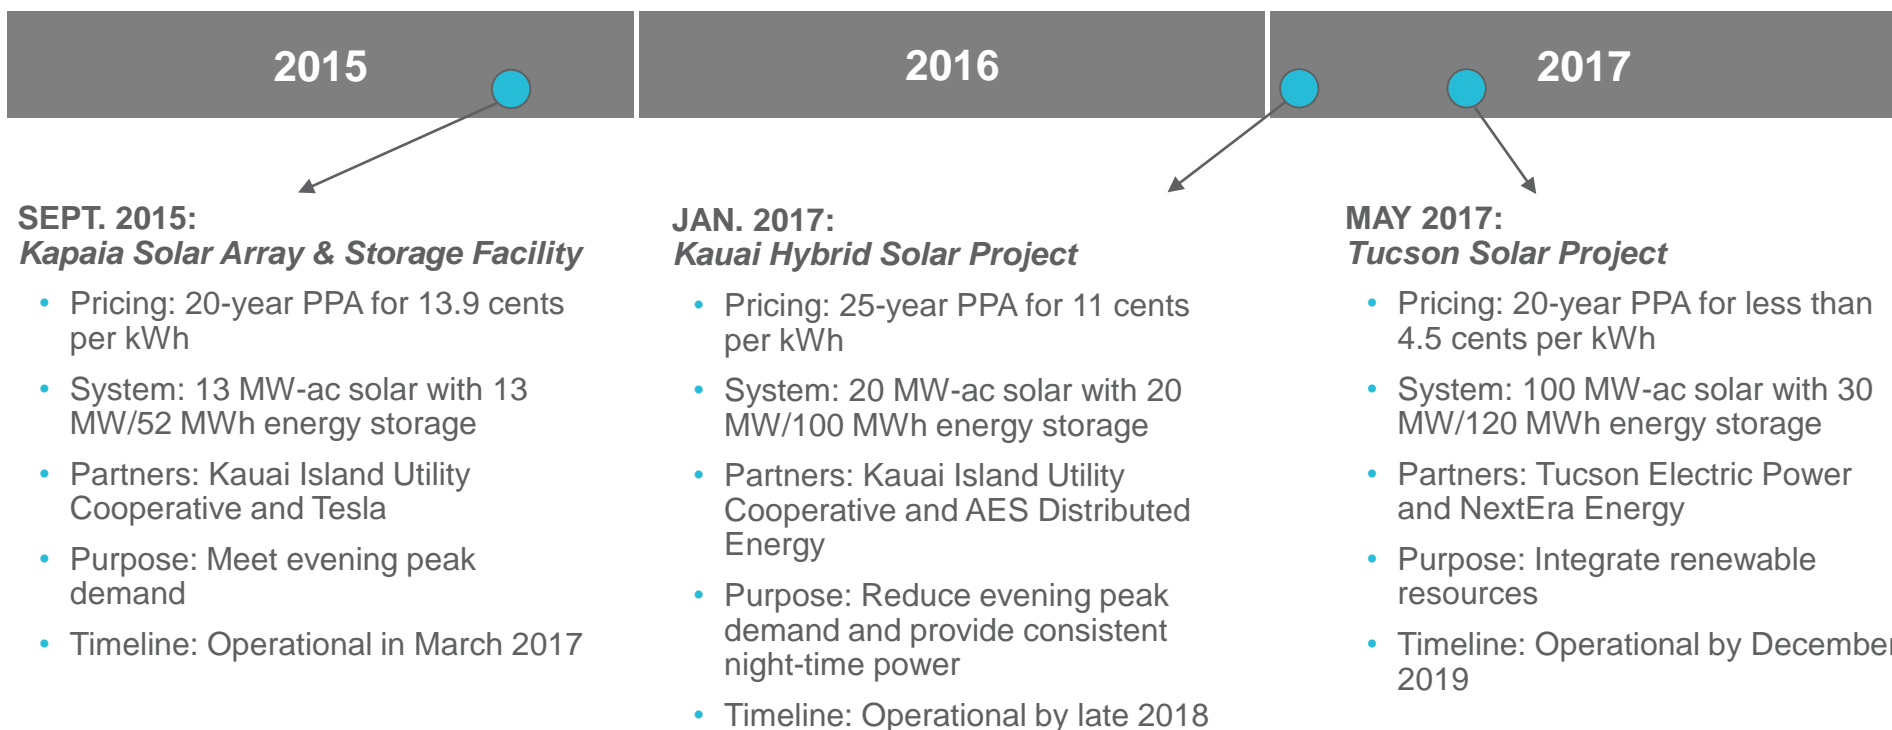 2015
2016
2017
SEPT. 2015:
Kapaia Solar Array & Storage Facility
• Pricing: 20-year PPA for 13.9 cents
per kWh
• System: 13 MW-ac solar with 13
MW/52 MWh energy storage
• Partners: Kauai Island Utility
Cooperative and Tesla
• Purpose: Meet evening peak
demand
• Timeline: Operational in March 2017
JAN. 2017:
Kauai Hybrid Solar Project
• Pricing: 25-year PPA for 11 cents
per kWh
• System: 20 MW-ac solar with 20
MW/100 MWh energy storage
• Partners: Kauai Island Utility
Cooperative and AES Distributed
Energy
• Purpose: Reduce evening peak
demand and provide consistent
night-time power
• Timeline: Operational by late 2018
MAY 2017:
Tucson Solar Project
• Pricing: 20-year PPA for less than
4.5 cents per kWh
• System: 100 MW-ac solar with 30
MW/120 MWh energy storage
• Partners: Tucson Electric Power
and NextEra Energy
• Purpose: Integrate renewable
resources
• Timeline: Operational by December
2019